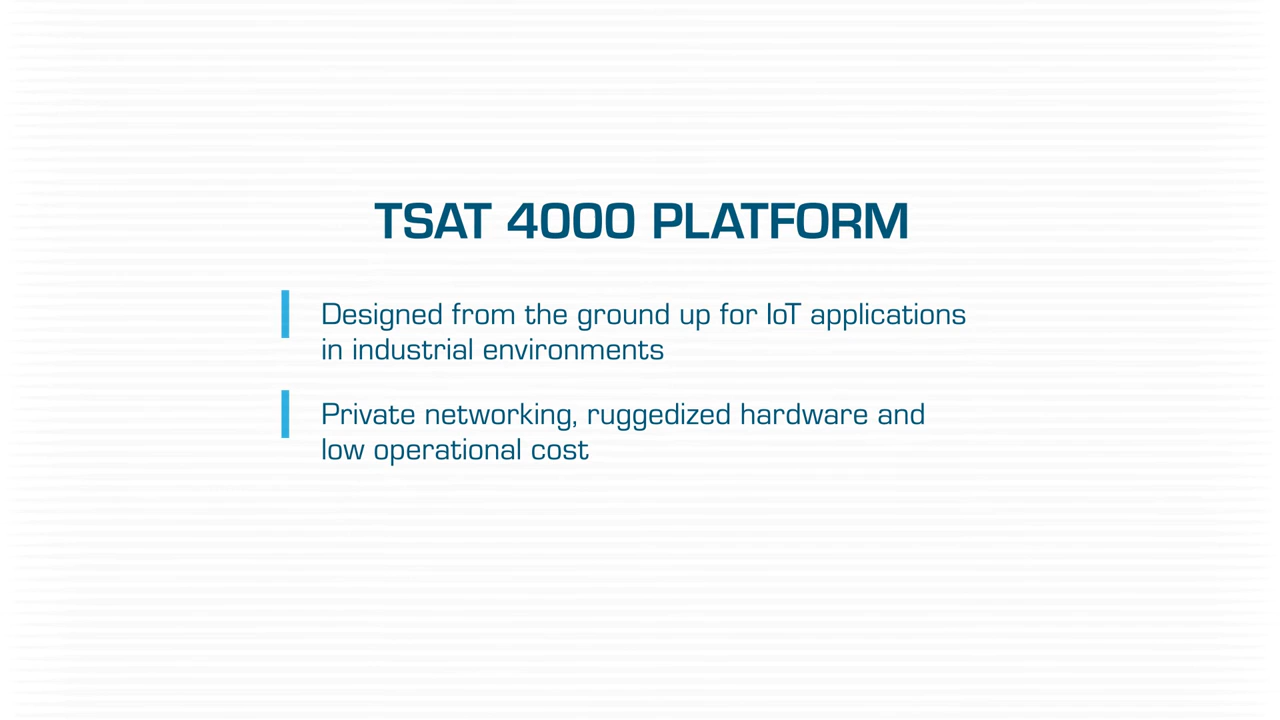 TSAT 4000 PLATFORM
Designed from the ground up for IoT applications
in industrial environments
Private networking, ruggedized hardware and
low operational cost